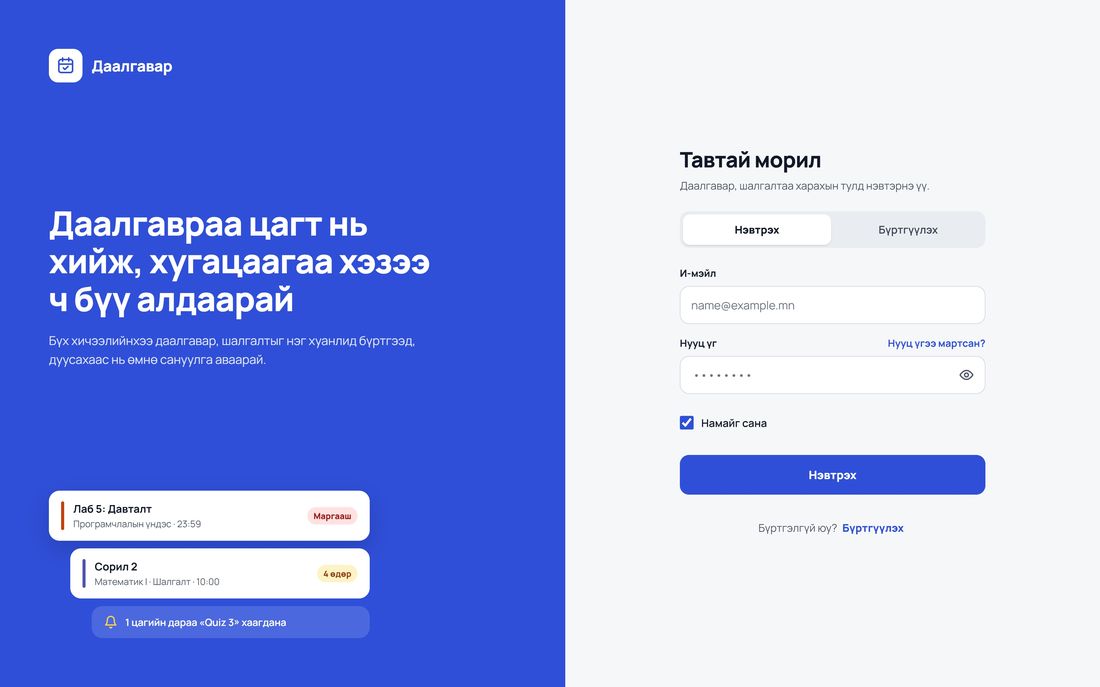 Даалгавар
Даалгавраа цагт нь
хийж, хугацаагаа хэзээ
ч бүү алдаарай
Бүх хичээлийнхээ даалгавар, шалгалтыг нэг хуанлид бүртгээд,
дуусахаас нь өмнө сануулга аваарай.
Лаб 5: Давталт
Програмчлалын үндэс · 23:59
Маргааш
Сорил 2
Математик I · Шалгалт · 10:00
4 өдөр
1 цагийн дараа «Quiz 3» хаагдана
Тавтай морил
Даалгавар, шалгалтаа харахын тулд нэвтэрнэ үү.
Нэвтрэх
Бүртгүүлэх
И-мэйл
name@example.mn
Нууц үг
Нууц үгээ мартсан?
••••••••
Намайг сана
Нэвтрэх
Бүртгэлгүй юу? Бүртгүүлэх